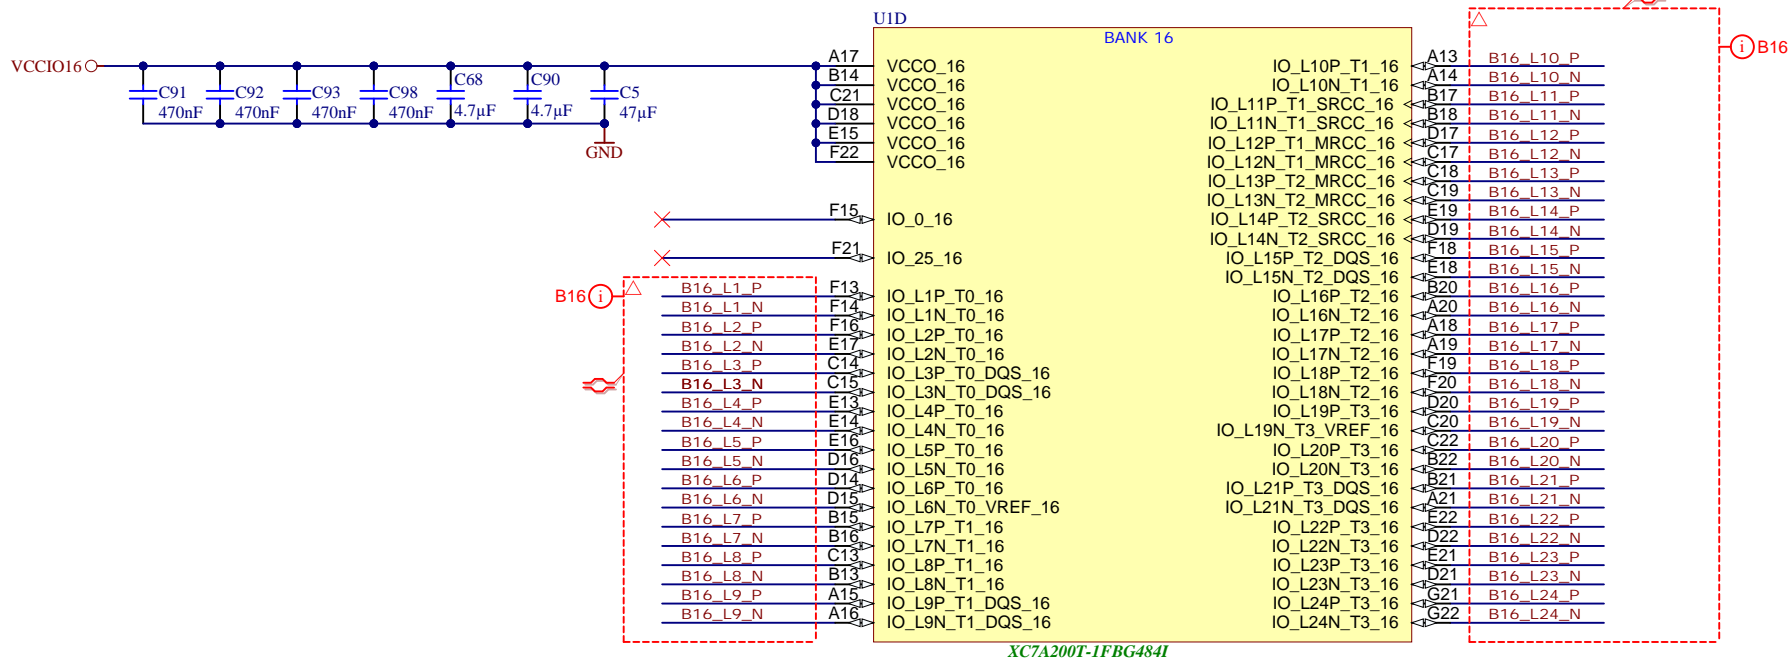 U1D
BANK 16
VCCIO16
C91
470nF
C92
470nF
C93
470nF
C98
470nF
C68
4.7µF
C90
4.7µF
C5
47µF
GND
A17 VCCO_16
B14 VCCO_16
C21 VCCO_16
D18 VCCO_16
E15 VCCO_16
F22 VCCO_16
F15 IO_0_16
F21 IO_25_16
B16 i
B16_L1_P F13 IO_L1P_T0_16
B16_L1_N F14 IO_L1N_T0_16
B16_L2_P F16 IO_L2P_T0_16
B16_L2_N E17 IO_L2N_T0_16
B16_L3_P C14 IO_L3P_T0_DQS_16
B16_L3_N C15 IO_L3N_T0_DQS_16
B16_L4_P E13 IO_L4P_T0_16
B16_L4_N E14 IO_L4N_T0_16
B16_L5_P E16 IO_L5P_T0_16
B16_L5_N D16 IO_L5N_T0_16
B16_L6_P D14 IO_L6P_T0_16
B16_L6_N D15 IO_L6N_T0_VREF_16
B16_L7_P B15 IO_L7P_T1_16
B16_L7_N B16 IO_L7N_T1_16
B16_L8_P C13 IO_L8P_T1_16
B16_L8_N B13 IO_L8N_T1_16
B16_L9_P A15 IO_L9P_T1_DQS_16
B16_L9_N A16 IO_L9N_T1_DQS_16
IO_L10P_T1_16 A13 B16_L10_P
IO_L10N_T1_16 A14 B16_L10_N
IO_L11P_T1_SRCC_16 B17 B16_L11_P
IO_L11N_T1_SRCC_16 B18 B16_L11_N
IO_L12P_T1_MRCC_16 D17 B16_L12_P
IO_L12N_T1_MRCC_16 C17 B16_L12_N
IO_L13P_T2_MRCC_16 C18 B16_L13_P
IO_L13N_T2_MRCC_16 C19 B16_L13_N
IO_L14P_T2_SRCC_16 E19 B16_L14_P
IO_L14N_T2_SRCC_16 D19 B16_L14_N
IO_L15P_T2_DQS_16 F18 B16_L15_P
IO_L15N_T2_DQS_16 E18 B16_L15_N
IO_L16P_T2_16 B20 B16_L16_P
IO_L16N_T2_16 A20 B16_L16_N
IO_L17P_T2_16 A18 B16_L17_P
IO_L17N_T2_16 A19 B16_L17_N
IO_L18P_T2_16 F19 B16_L18_P
IO_L18N_T2_16 F20 B16_L18_N
IO_L19P_T3_16 D20 B16_L19_P
IO_L19N_T3_VREF_16 C20 B16_L19_N
IO_L20P_T3_16 C22 B16_L20_P
IO_L20N_T3_16 B22 B16_L20_N
IO_L21P_T3_DQS_16 B21 B16_L21_P
IO_L21N_T3_DQS_16 A21 B16_L21_N
IO_L22P_T3_16 E22 B16_L22_P
IO_L22N_T3_16 D22 B16_L22_N
IO_L23P_T3_16 E21 B16_L23_P
IO_L23N_T3_16 D21 B16_L23_N
IO_L24P_T3_16 G21 B16_L24_P
IO_L24N_T3_16 G22 B16_L24_N
i B16
XC7A200T-1FBG484I